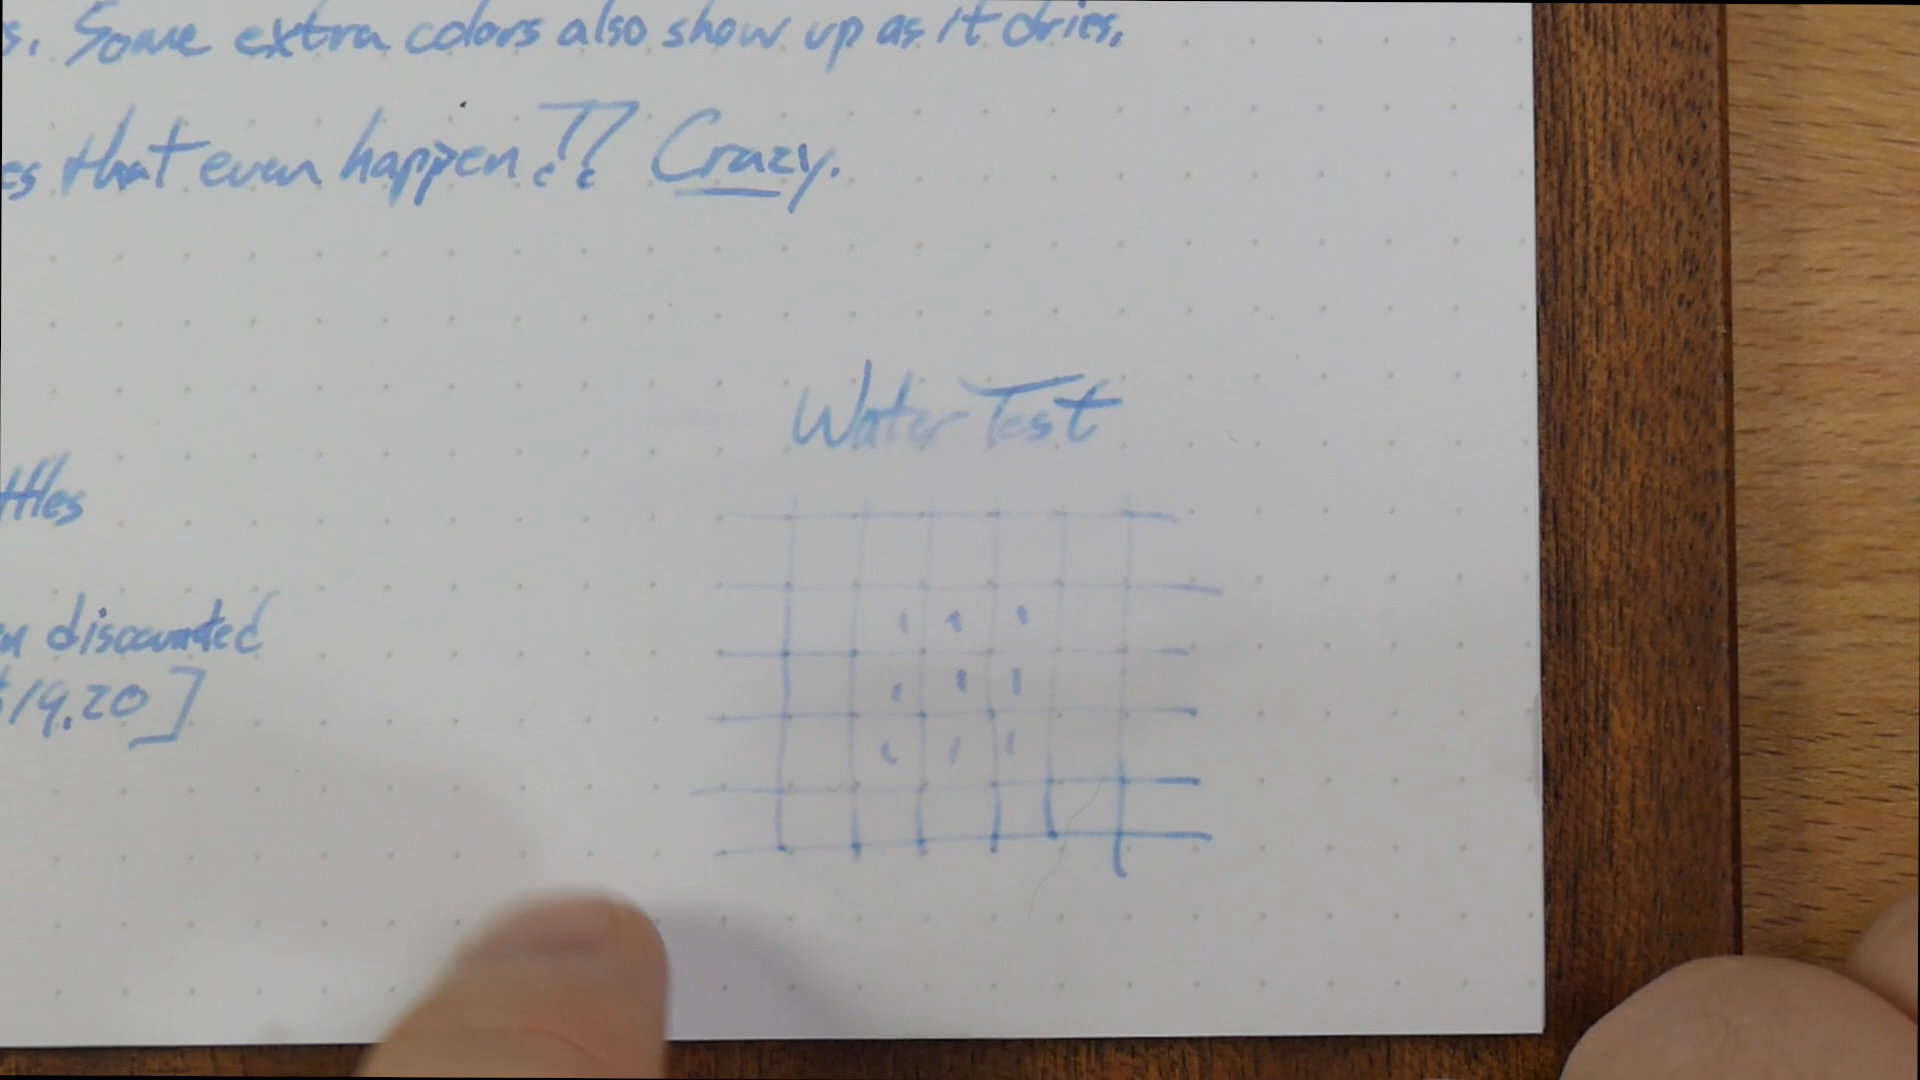 s. Some extra colors also show up as it dries.
es that even happen?? Crazy.
Water Test
ttles
discounted
$19.20]